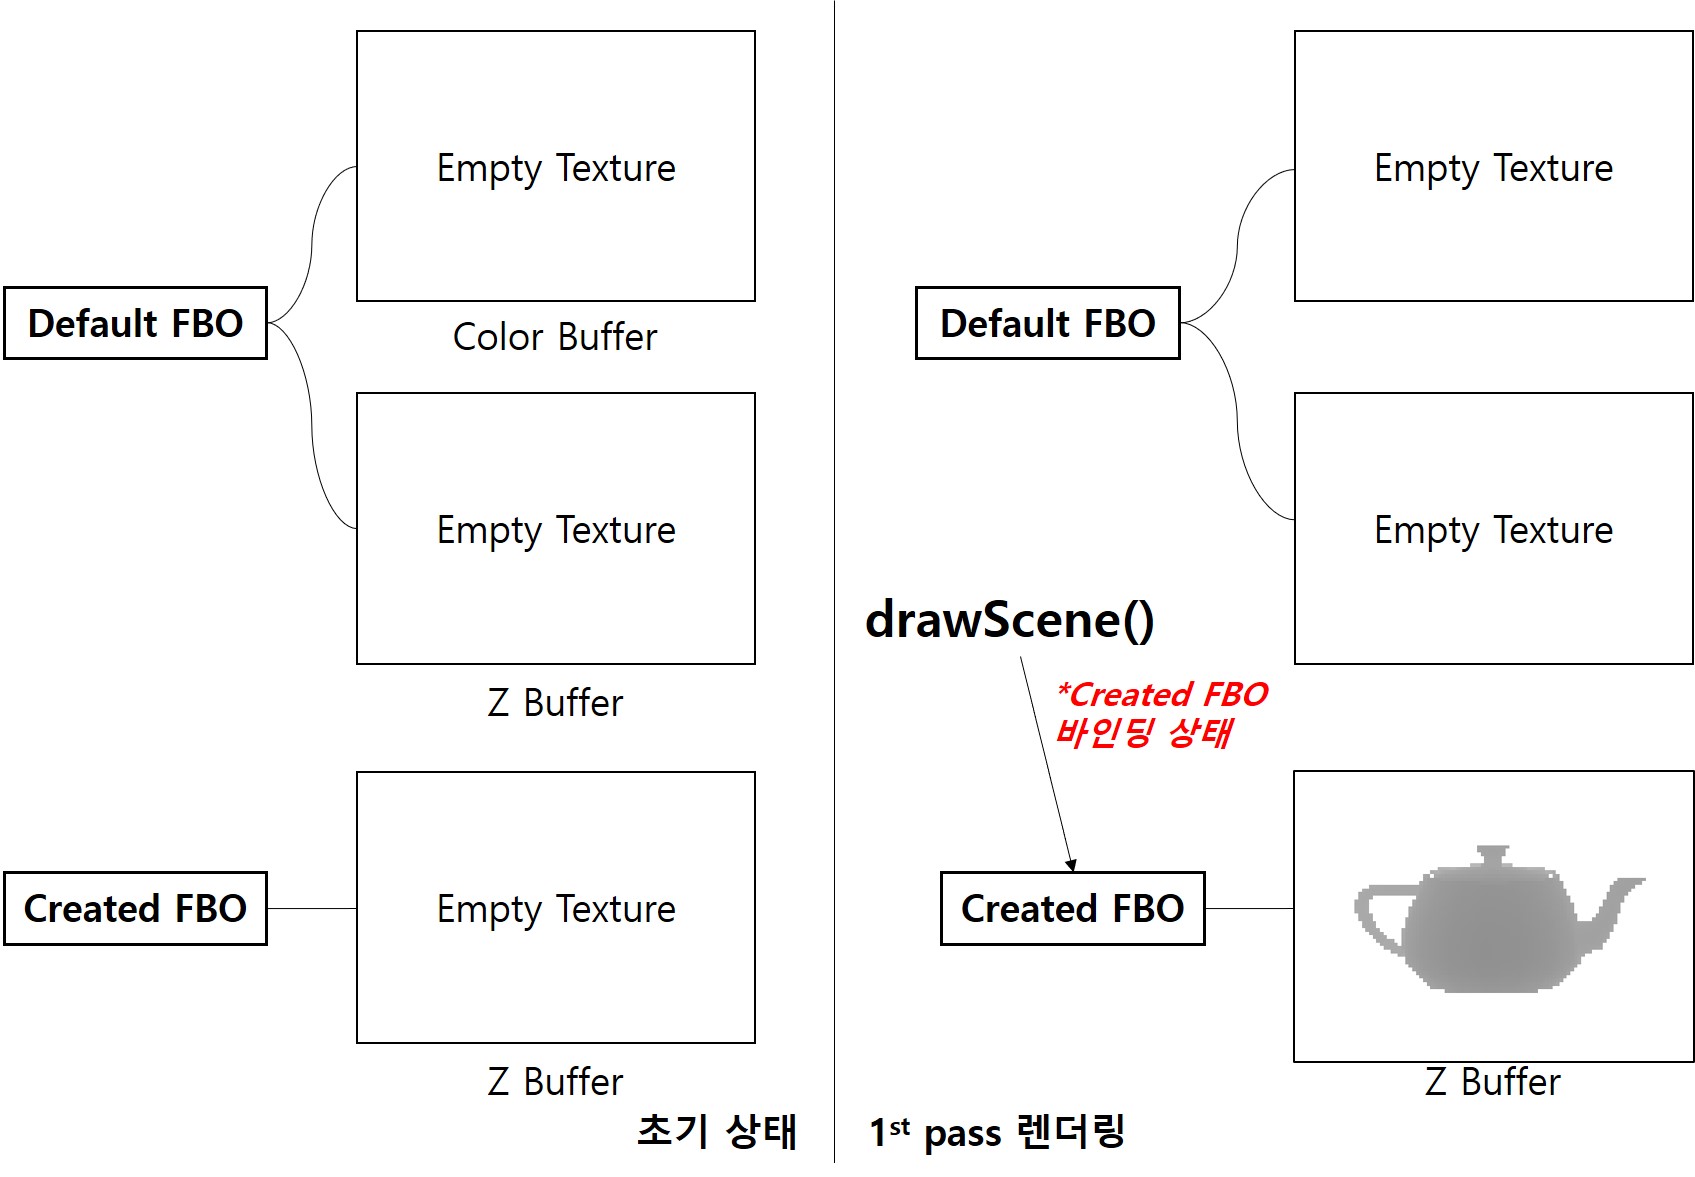 Empty Texture
Default FBO
Color Buffer
Empty Texture
Z Buffer
Created FBO
Empty Texture
Z Buffer
초기 상태
Empty Texture
Default FBO
Empty Texture
drawScene()
*Created FBO
바인딩 상태
Created FBO
Z Buffer
1st pass 렌더링